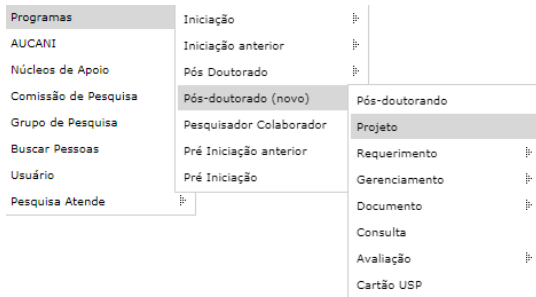 Programas
AUCANI
Núcleos de Apoio
Comissão de Pesquisa
Grupo de Pesquisa
Buscar Pessoas
Usuário
Pesquisa Atende
Iniciação
Iniciação anterior
Pós Doutorado
Pós-doutorado (novo)
Pesquisador Colaborador
Pré Iniciação anterior
Pré Iniciação
Pós-doutorando
Projeto
Requerimento
Gerenciamento
Documento
Consulta
Avaliação
Cartão USP